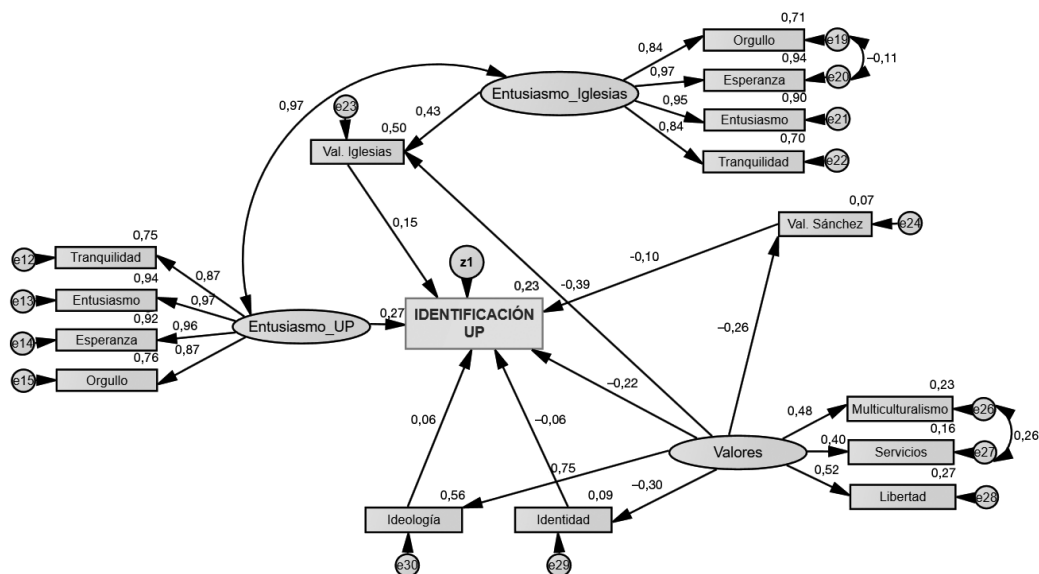 0,71
Orgullo
e19
0,84
−0,11
0,94
0,97
Esperanza
e20
Entusiasmo_Iglesias
0,90
0,95
Entusiasmo
e21
0,84
0,70
Tranquilidad
e22
0,97
e23
0,43
0,50
Val. Iglesias
0,15
0,07
Val. Sánchez
e24
−0,10
−0,39
−0,26
z1
0,23
IDENTIFICACIÓN
UP
0,75
e12
Tranquilidad
0,87
0,94
e13
Entusiasmo
0,97
0,92
e14
Esperanza
0,96
0,76
e15
Orgullo
0,87
Entusiasmo_UP
0,27
−0,22
0,06
−0,06
Valores
0,23
0,48
Multiculturalismo
e26
0,16
0,40
Servicios
e27
0,26
0,52
0,27
Libertad
e28
0,75
−0,30
0,56
Ideología
e30
0,09
Identidad
e29